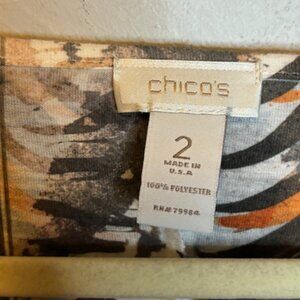 chico's
2
MADE IN
U.S.A
100% POLYESTER
RN# 79984